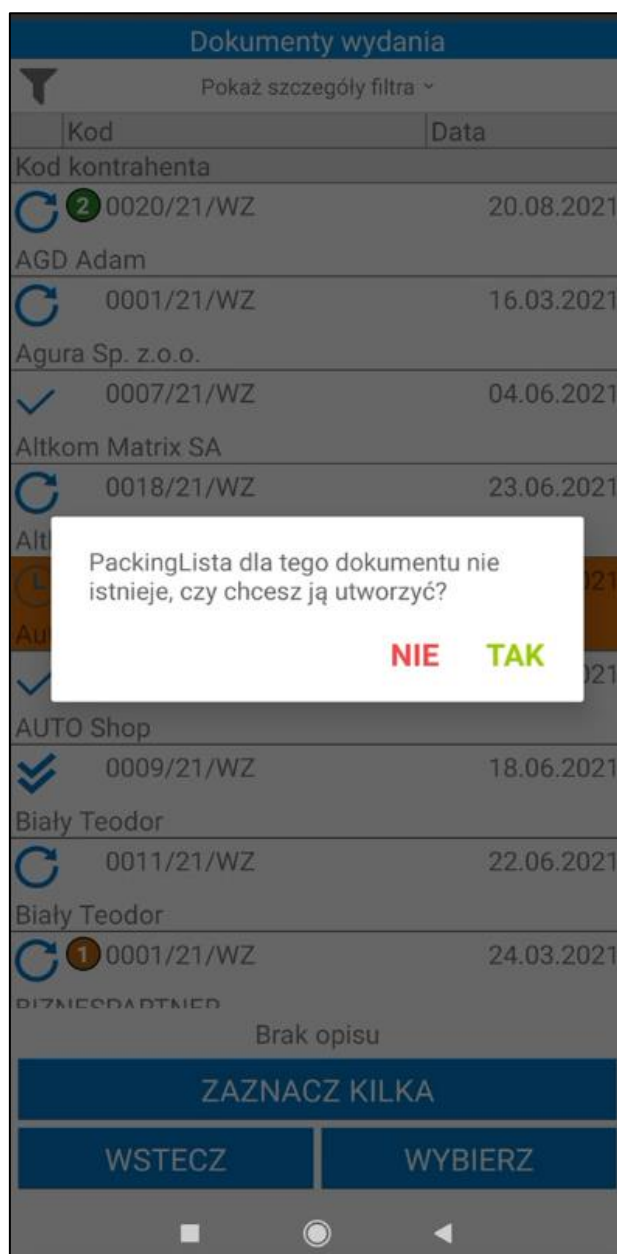 Dokumenty wydania
Pokaż szczegóły filtra
Kod Data
Kod kontrahenta
2 0020/21/WZ 20.08.2021
AGD Adam
0001/21/WZ 16.03.2021
Agura Sp. z.o.o.
0007/21/WZ 04.06.2021
Altkom Matrix SA
0018/21/WZ 23.06.2021
PackingLista dla tego dokumentu nie
istnieje, czy chcesz ją utworzyć?
NIE TAK
AUTO Shop
0009/21/WZ 18.06.2021
Biały Teodor
0011/21/WZ 22.06.2021
Biały Teodor
1 0001/21/WZ 24.03.2021
BIZNESPARTNER
Brak opisu
ZAZNACZ KILKA
WSTECZ WYBIERZ